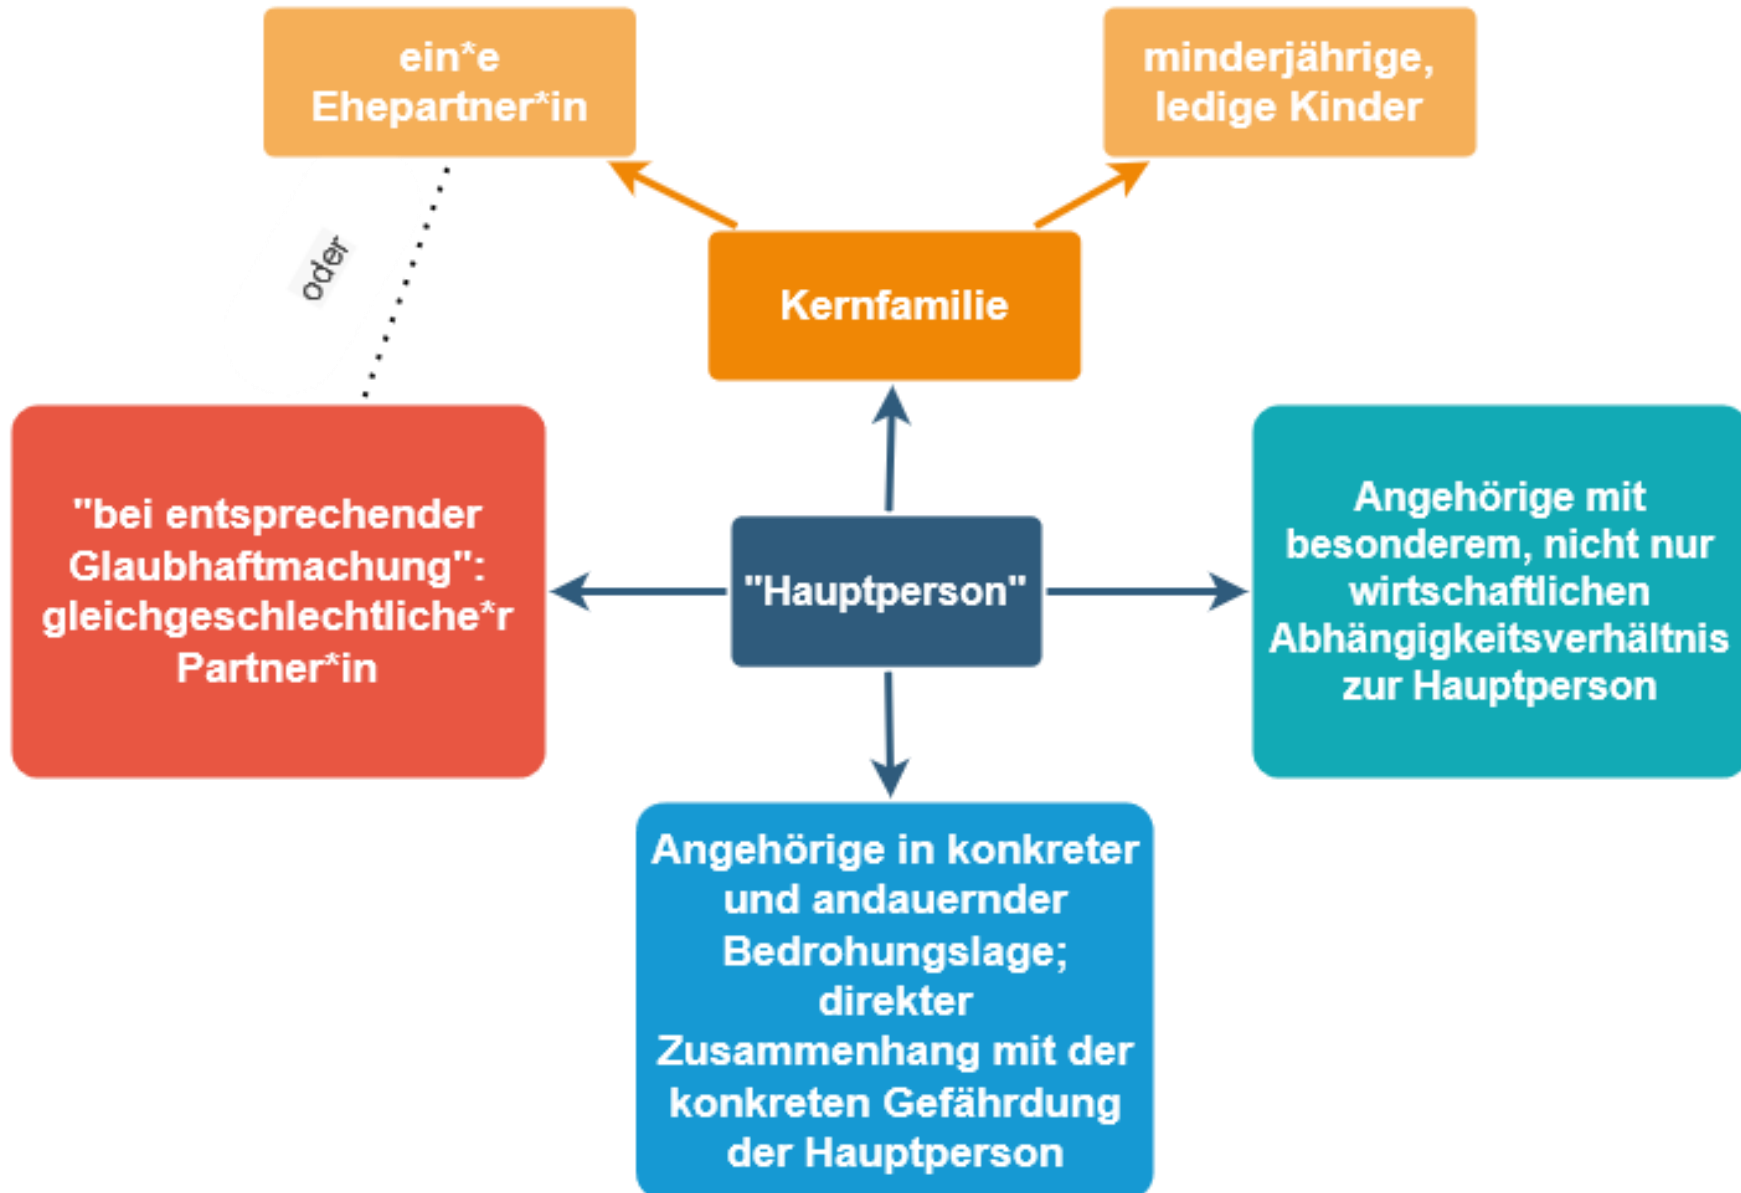 ein*e
Ehepartner*in
minderjährige,
ledige Kinder
oder
Kernfamilie
"bei entsprechender
Glaubhaftmachung":
gleichgeschlechtliche*r
Partner*in
"Hauptperson"
Angehörige mit
besonderem, nicht nur
wirtschaftlichen
Abhängigkeitsverhältnis
zur Hauptperson
Angehörige in konkreter
und andauernder
Bedrohungslage;
direkter
Zusammenhang mit der
konkreten Gefährdung
der Hauptperson